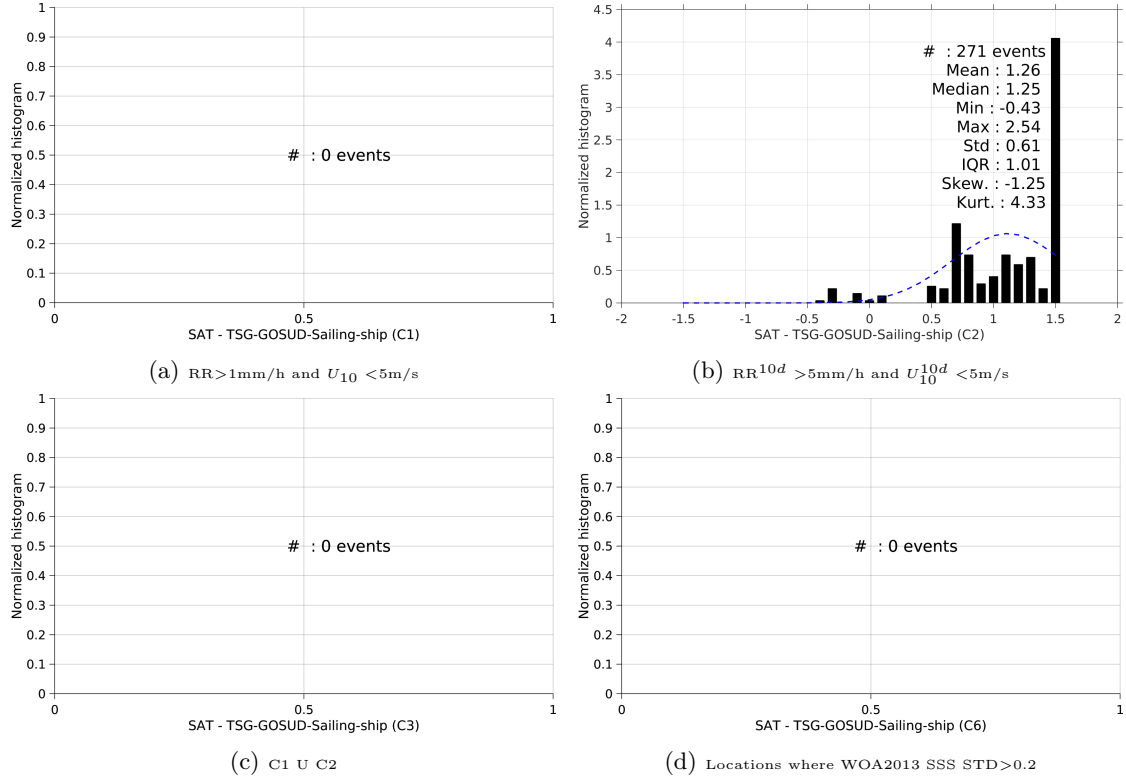 1
0.9
0.8
0.7
0.6
0.5
0.4
0.3
0.2
0.1
0
Normalized histogram
# : 0 events
0 0.5 1
SAT - TSG-GOSUD-Sailing-ship (C1)
(a) RR>1mm/h and U10 <5m/s
4.5
4
3.5
3
2.5
2
1.5
1
0.5
0
Normalized histogram
# : 271 events
Mean : 1.26
Median : 1.25
Min : -0.43
Max : 2.54
Std : 0.61
IQR : 1.01
Skew. : -1.25
Kurt. : 4.33
-2 -1.5 -1 -0.5 0 0.5 1 1.5 2
SAT - TSG-GOSUD-Sailing-ship (C2)
(b) RR10d >5mm/h and U10d10 <5m/s
1
0.9
0.8
0.7
0.6
0.5
0.4
0.3
0.2
0.1
0
Normalized histogram
# : 0 events
0 0.5 1
SAT - TSG-GOSUD-Sailing-ship (C3)
(c) C1 U C2
1
0.9
0.8
0.7
0.6
0.5
0.4
0.3
0.2
0.1
0
Normalized histogram
# : 0 events
0 0.5 1
SAT - TSG-GOSUD-Sailing-ship (C6)
(d) Locations where WOA2013 SSS STD>0.2